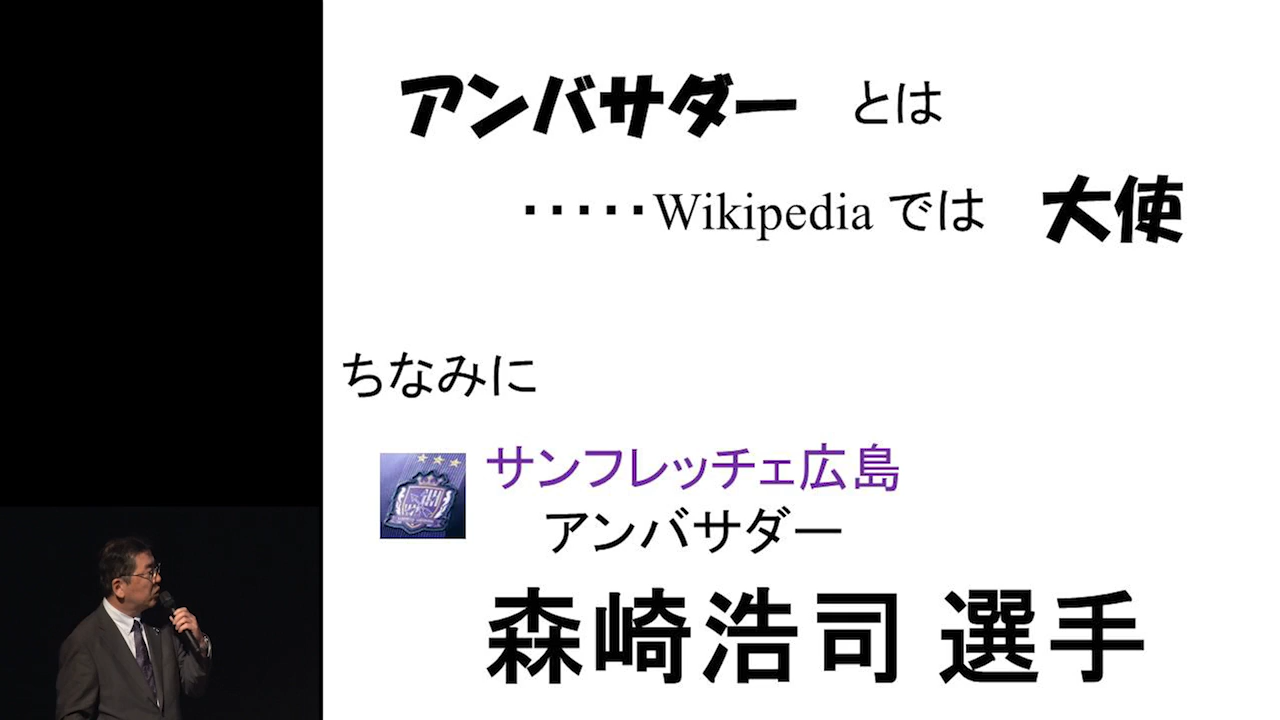 アンバサダー とは
・・・・・Wikipedia では 大使
ちなみに
サンフレッチェ広島
アンバサダー
森崎浩司 選手